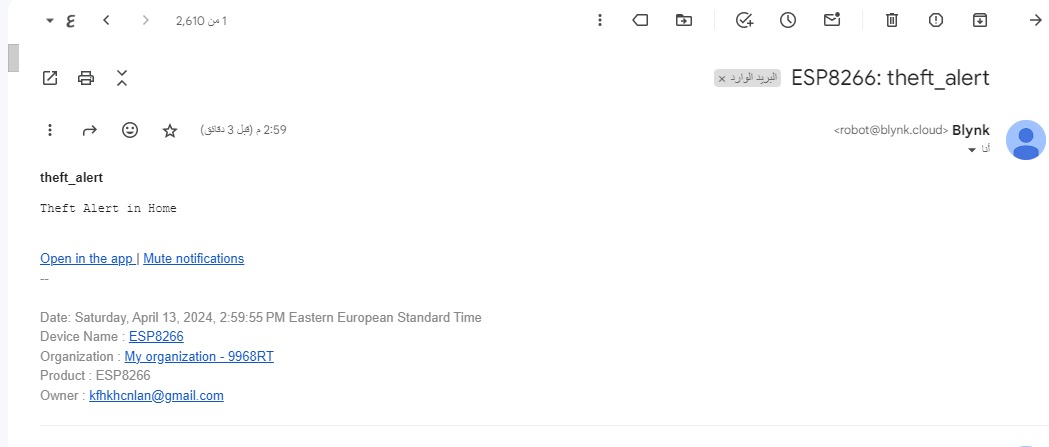 ع 1 من 2,610
ESP8266: theft_alert البريد الوارد ×
Blynk <robot@blynk.cloud> 2:59 م (قبل 3 دقائق)
أنا
theft_alert
Theft Alert in Home
Open in the app | Mute notifications
--
Date: Saturday, April 13, 2024, 2:59:55 PM Eastern European Standard Time
Device Name : ESP8266
Organization : My organization - 9968RT
Product : ESP8266
Owner : kfhkhcnlan@gmail.com